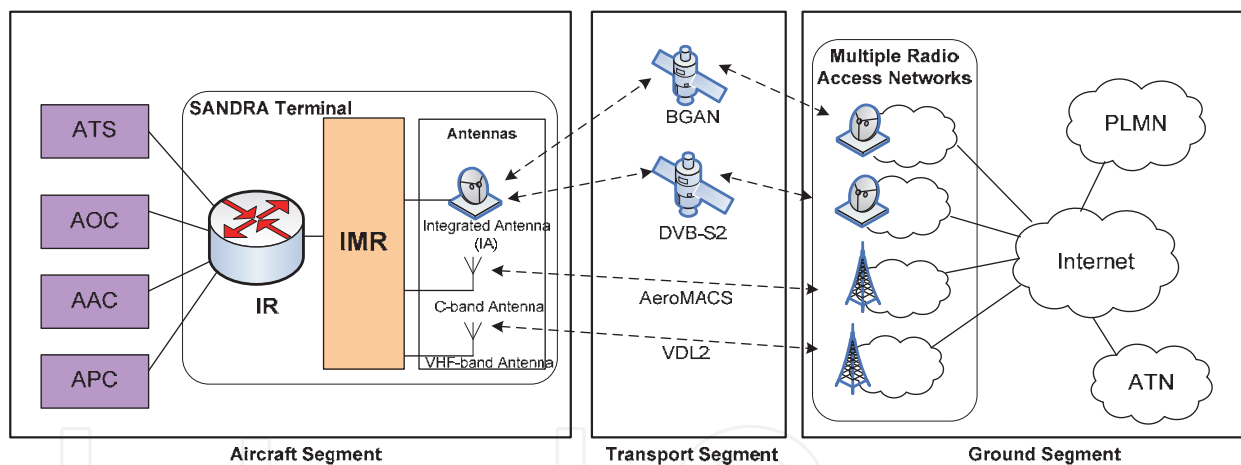 SANDRA Terminal
ATS
AOC
AAC
APC
IR
IMR
Antennas
Integrated Antenna
(IA)
C-band Antenna
VHF-band Antenna
Aircraft Segment
BGAN
DVB-S2
AeroMACS
VDL2
Transport Segment
Multiple Radio
Access Networks
PLMN
Internet
ATN
Ground Segment